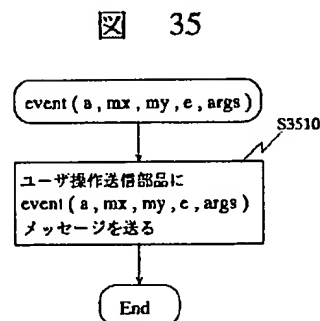 図 35
event ( a , mx , my , e , args )
S3510
ユーザ操作送信部品に
event ( a , mx , my , e , args )
メッセージを送る
End